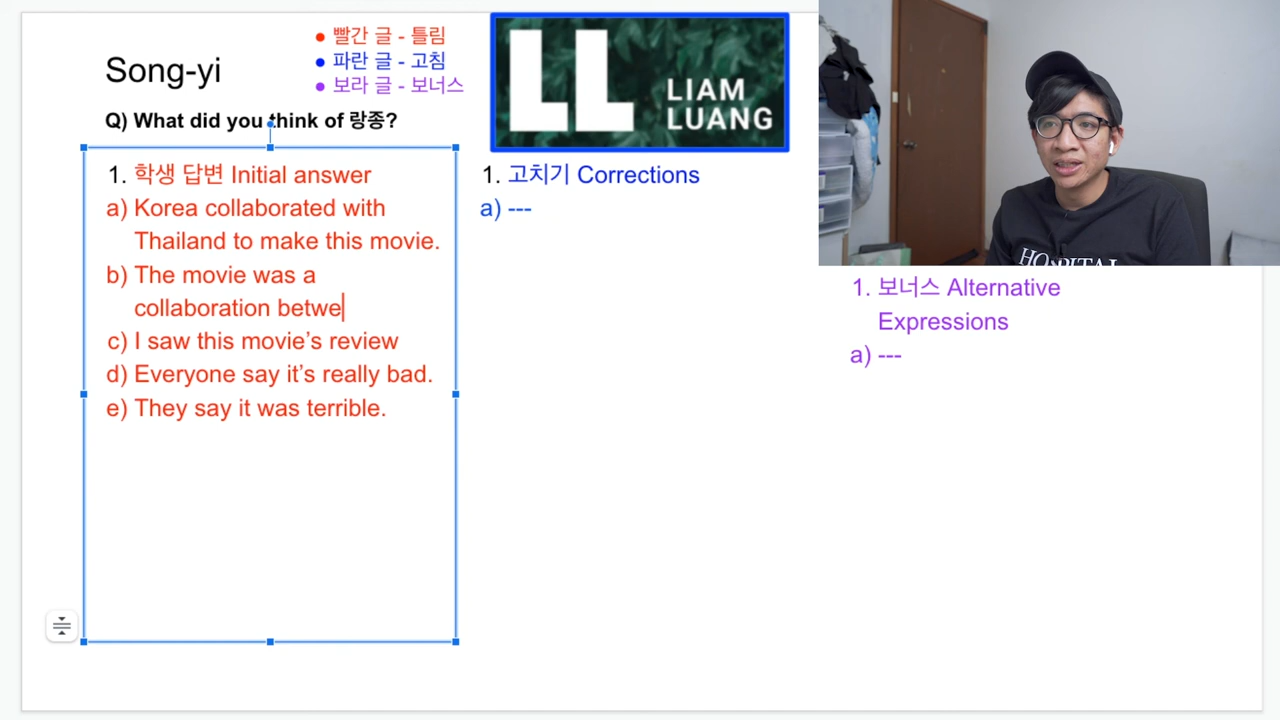 Song-yi
● 빨간 글 - 틀림
● 파란 글 - 고침
● 보라 글 - 보너스
Q) What did you think of 랑종?
LL
LIAM
LUANG
1. 학생 답변 Initial answer
a) Korea collaborated with
Thailand to make this movie.
b) The movie was a
collaboration betwe
c) I saw this movie's review
d) Everyone say it's really bad.
e) They say it was terrible.
1. 고치기 Corrections
a) ---
HOSPITAL
1. 보너스 Alternative
Expressions
a) ---